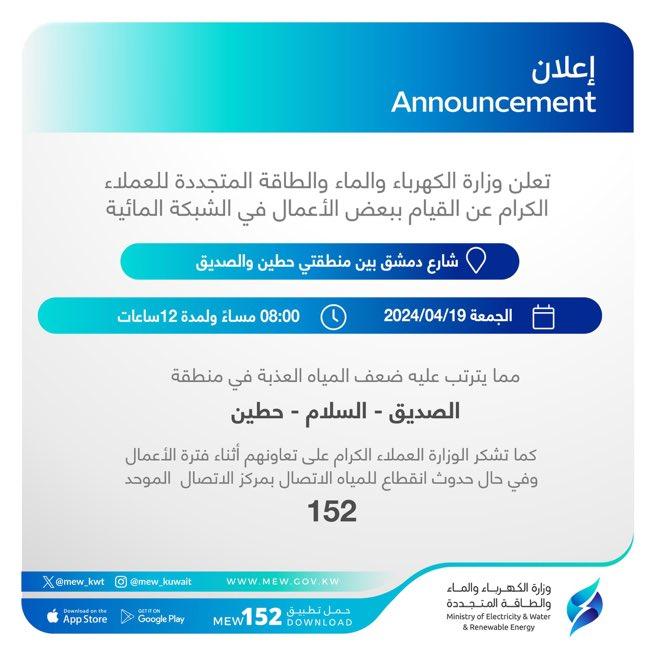 إعلان
Announcement
تعلن وزارة الكهرباء والماء والطاقة المتجددة للعملاء
الكرام عن القيام ببعض الأعمال في الشبكة المائية
شارع دمشق بين منطقتي حطين والصديق
الجمعة 2024/04/19
08:00 مساءً ولمدة 12ساعات
مما يترتب عليه ضعف المياه العذبة في منطقة
الصديق - السلام - حطين
كما تشكر الوزارة العملاء الكرام على تعاونهم أثناء فترة الأعمال
وفي حال حدوث انقطاع للمياه الاتصال بمركز الاتصال الموحد
152
@mew_kwt @mew_kuwait WWW.MEW.GOV.KW
Download on the
App Store
GET IT ON
Google Play
MEW152
حمل تطبيق
DOWNLOAD
وزارة الكهرباء والماء
والطاقة المتجددة
Ministry of Electricity & Water
& Renewable Energy